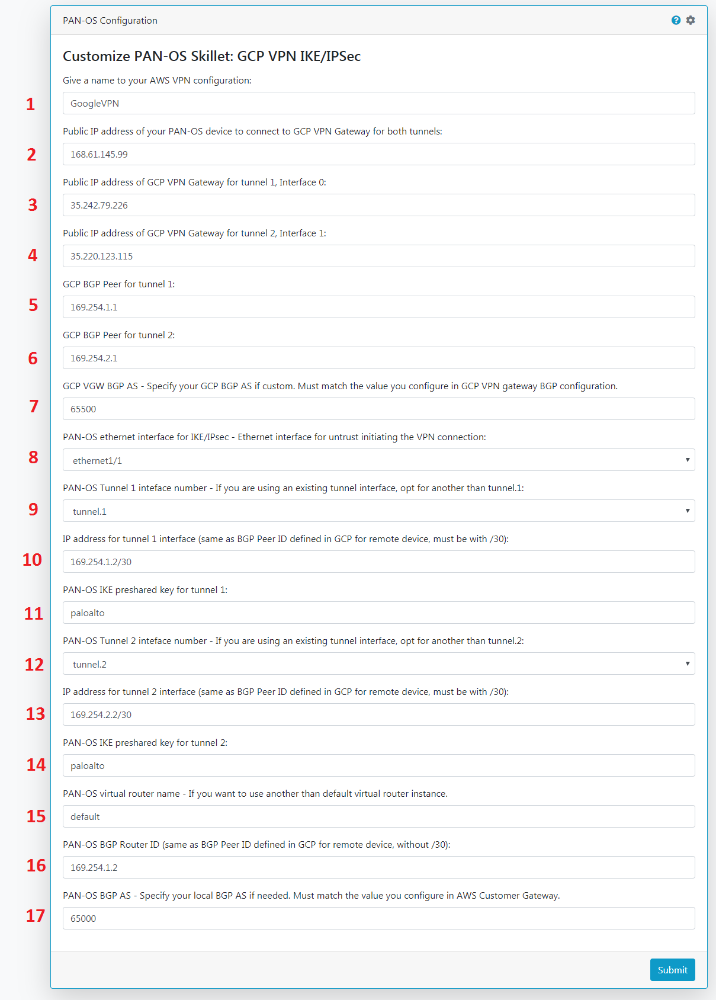 PAN-OS Configuration
Customize PAN-OS Skillet: GCP VPN IKE/IPSec
Give a name to your AWS VPN configuration:
1
GoogleVPN
Public IP address of your PAN-OS device to connect to GCP VPN Gateway for both tunnels:
2
168.61.145.99
Public IP address of GCP VPN Gateway for tunnel 1, Interface 0:
3
35.242.79.226
Public IP address of GCP VPN Gateway for tunnel 2, Interface 1:
4
35.220.123.115
GCP BGP Peer for tunnel 1:
5
169.254.1.1
GCP BGP Peer for tunnel 2:
6
169.254.2.1
GCP VGW BGP AS - Specify your GCP BGP AS if custom. Must match the value you configure in GCP VPN gateway BGP configuration.
7
65500
PAN-OS ethernet interface for IKE/IPsec - Ethernet interface for untrust initiating the VPN connection:
8
ethernet1/1
PAN-OS Tunnel 1 inteface number - If you are using an existing tunnel interface, opt for another than tunnel.1:
9
tunnel.1
IP address for tunnel 1 interface (same as BGP Peer ID defined in GCP for remote device, must be with /30):
10
169.254.1.2/30
PAN-OS IKE preshared key for tunnel 1:
11
paloalto
PAN-OS Tunnel 2 inteface number - If you are using an existing tunnel interface, opt for another than tunnel.2:
12
tunnel.2
IP address for tunnel 2 interface (same as BGP Peer ID defined in GCP for remote device, must be with /30):
13
169.254.2.2/30
PAN-OS IKE preshared key for tunnel 2:
14
paloalto
PAN-OS virtual router name - If you want to use another than default virtual router instance.
15
default
PAN-OS BGP Router ID (same as BGP Peer ID defined in GCP for remote device, without /30):
16
169.254.1.2
PAN-OS BGP AS - Specify your local BGP AS if needed. Must match the value you configure in AWS Customer Gateway.
17
65000
Submit